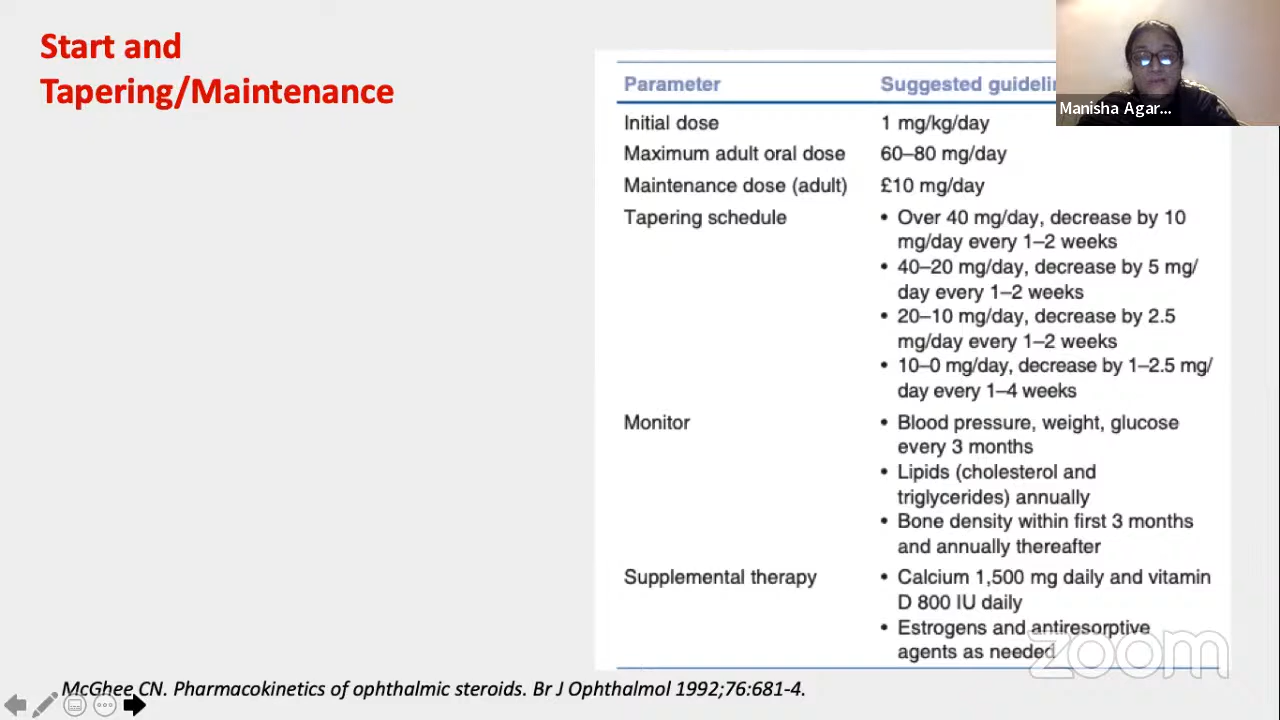 Start and
Tapering/Maintenance
Manisha Agar...
Parameter
Suggested guidelin
Initial dose
1 mg/kg/day
Maximum adult oral dose
60–80 mg/day
Maintenance dose (adult)
£10 mg/day
Tapering schedule
• Over 40 mg/day, decrease by 10
mg/day every 1–2 weeks
• 40–20 mg/day, decrease by 5 mg/
day every 1–2 weeks
• 20–10 mg/day, decrease by 2.5
mg/day every 1–2 weeks
• 10–0 mg/day, decrease by 1–2.5 mg/
day every 1–4 weeks
Monitor
• Blood pressure, weight, glucose
every 3 months
• Lipids (cholesterol and
triglycerides) annually
• Bone density within first 3 months
and annually thereafter
Supplemental therapy
• Calcium 1,500 mg daily and vitamin
D 800 IU daily
• Estrogens and antiresorptive
agents as needed
zoom
McGhee CN. Pharmacokinetics of ophthalmic steroids. Br J Ophthalmol 1992;76:681-4.